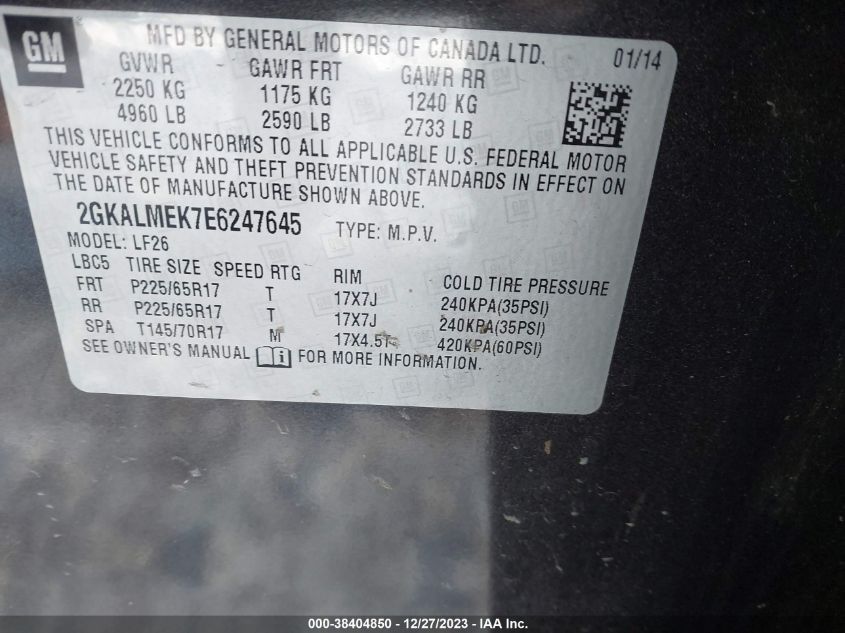 GM
MFD BY GENERAL MOTORS OF CANADA LTD. 01/14
GVWR GAWR FRT GAWR RR
2250 KG 1175 KG 1240 KG
4960 LB 2590 LB 2733 LB
THIS VEHICLE CONFORMS TO ALL APPLICABLE U.S. FEDERAL MOTOR
VEHICLE SAFETY AND THEFT PREVENTION STANDARDS IN EFFECT ON
THE DATE OF MANUFACTURE SHOWN ABOVE.
2GKALMEK7E6247645 TYPE: M.P.V.
MODEL: LF26
LBC5 TIRE SIZE SPEED RTG RIM COLD TIRE PRESSURE
FRT P225/65R17 T 17X7J 240KPA(35PSI)
RR P225/65R17 T 17X7J 240KPA(35PSI)
SPA T145/70R17 M 17X4.5T 420KPA(60PSI)
SEE OWNER'S MANUAL FOR MORE INFORMATION.
000-38404850 – 12/27/2023 – IAA Inc.